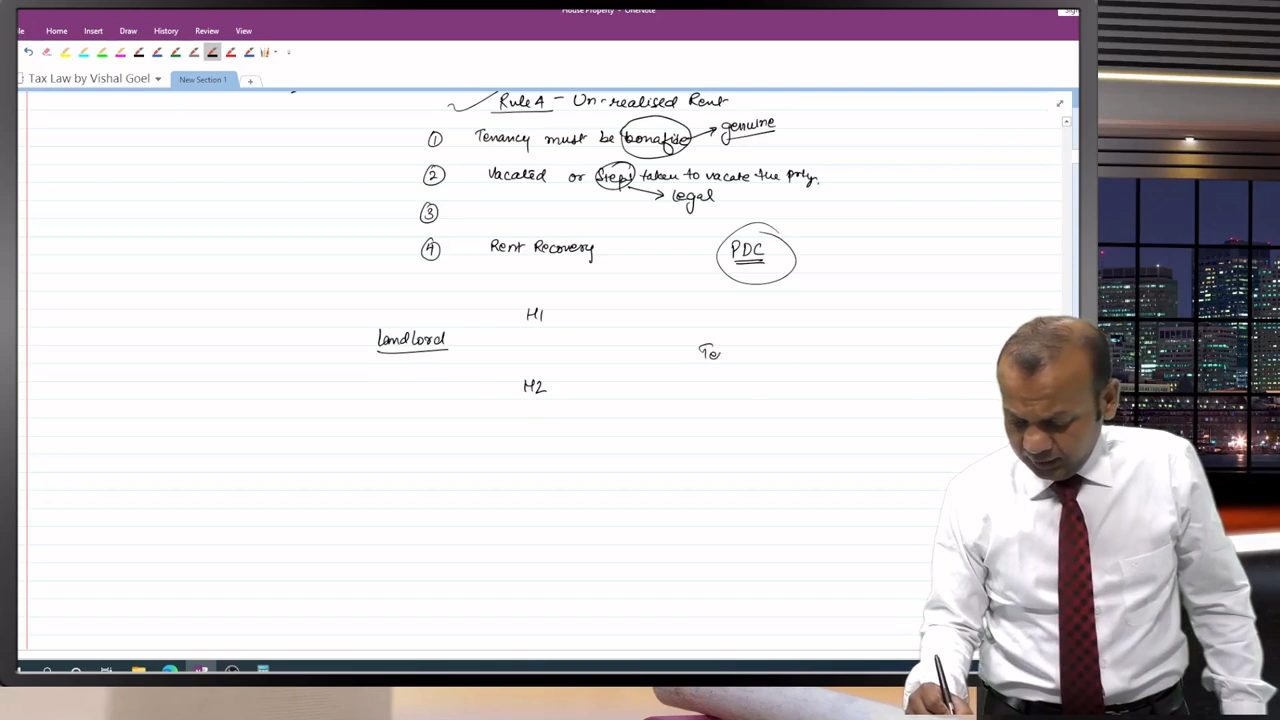 House Property - OneNote
Sign
Home Insert Draw History Review View
Tax Law by Vishal Goel New Section 1 +
Rule 4 - Un-realised Rent
① Tenancy must be bonafide → genuine
② Vacated or steps taken to vacate the prty.
Legal
③
④ Rent Recovery PDC
H1
Landlord
Te
H2